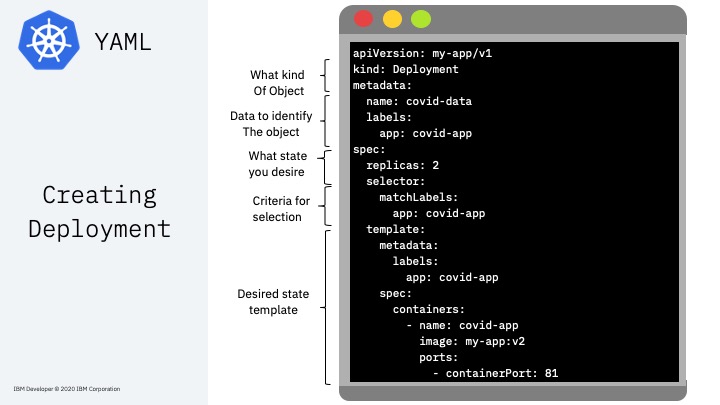 YAML
Creating
Deployment
IBM Developer © 2020 IBM Corporation
What kind
Of Object
Data to identify
The object
What state
you desire
Criteria for
selection
Desired state
template
apiVersion: my-app/v1
kind: Deployment
metadata:
  name: covid-data
  labels:
    app: covid-app
spec:
  replicas: 2
  selector:
    matchLabels:
      app: covid-app
  template:
    metadata:
      labels:
        app: covid-app
    spec:
      containers:
        - name: covid-app
          image: my-app:v2
          ports:
            - containerPort: 81